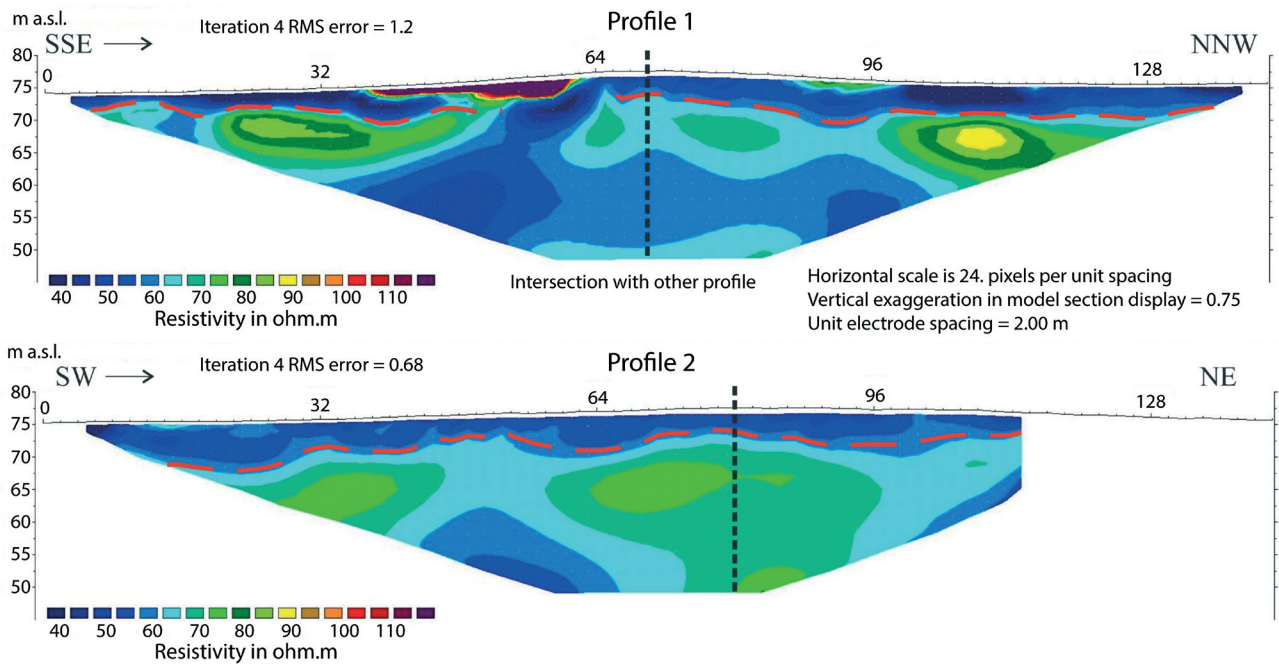 m a.s.l.
Iteration 4 RMS error = 1.2
Profile 1
SSE
NNW
0
32
64
96
128
80
75
70
65
60
55
50
40 50 60 70 80 90 100 110
Resistivity in ohm.m
Intersection with other profile
Horizontal scale is 24. pixels per unit spacing
Vertical exaggeration in model section display = 0.75
Unit electrode spacing = 2.00 m
m a.s.l.
Iteration 4 RMS error = 0.68
Profile 2
SW
NE
0
32
64
96
128
80
75
70
65
60
55
50
40 50 60 70 80 90 100 110
Resistivity in ohm.m